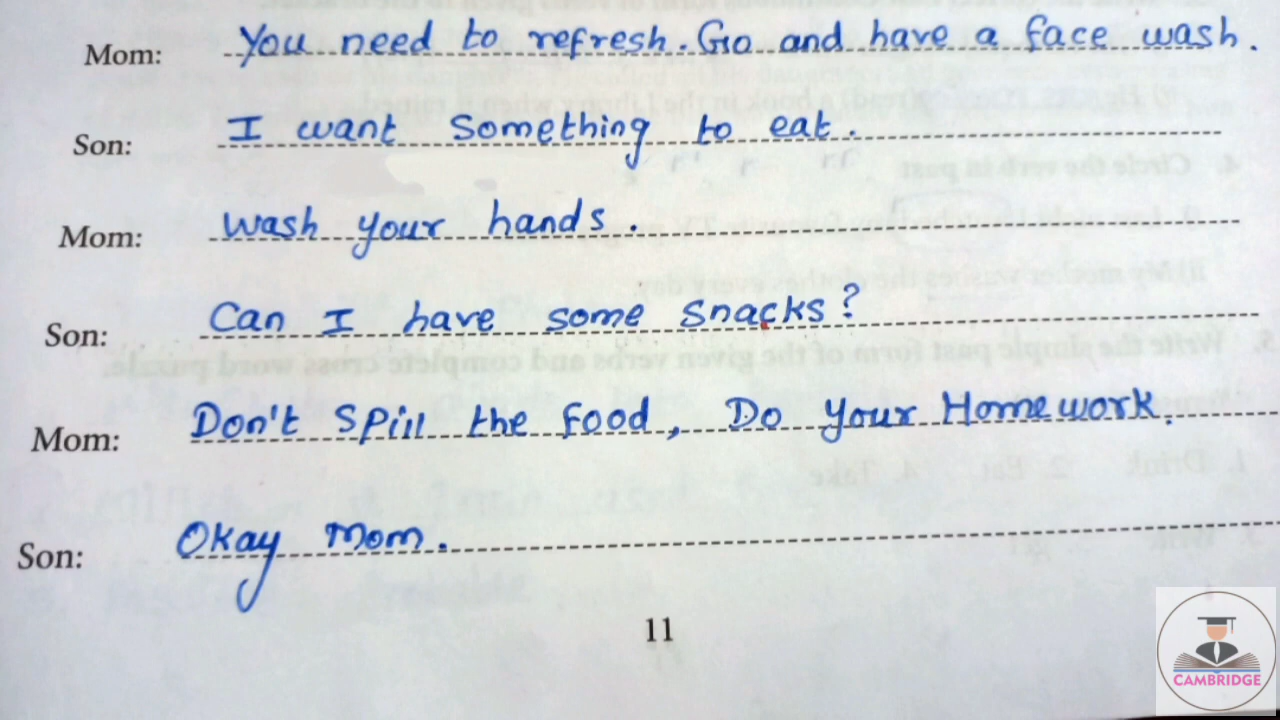 Mom: You need to refresh. Go and have a face wash.
Son: I want something to eat.
Mom: Wash your hands.
Son: Can I have some snacks?
Mom: Don't spill the food, Do your Homework.
Son: Okay Mom.
11
CAMBRIDGE